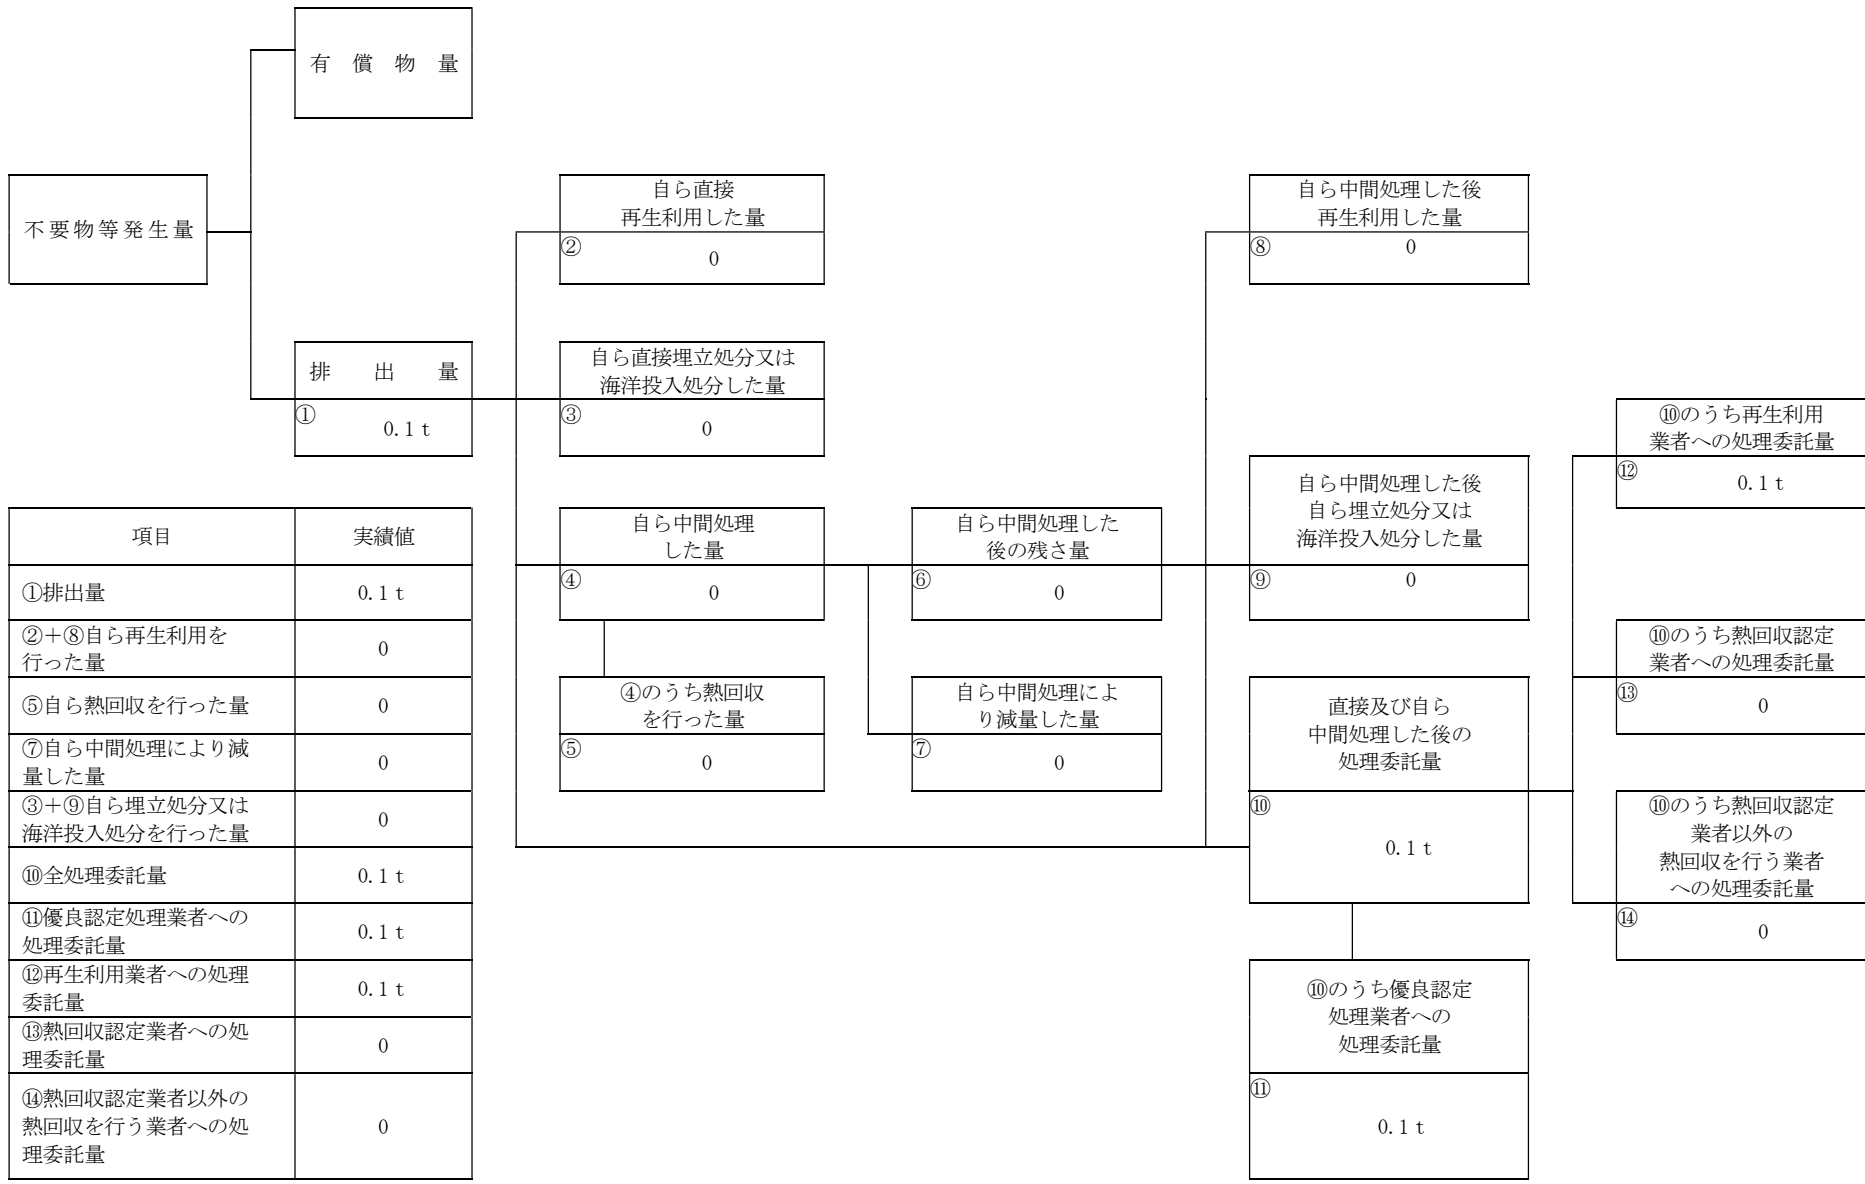 有償物量
不要物等発生量
排出量
①
0.1 t
自ら直接
再生利用した量
②
0
自ら直接埋立処分又は
海洋投入処分した量
③
0
自ら中間処理
した量
④
0
④のうち熱回収
を行った量
⑤
0
自ら中間処理した
後の残さ量
⑥
0
自ら中間処理によ
り減量した量
⑦
0
自ら中間処理した後
再生利用した量
⑧
0
自ら中間処理した後
自ら埋立処分又は
海洋投入処分した量
⑨
0
直接及び自ら
中間処理した後の
処理委託量
⑩
0.1 t
⑩のうち優良認定
処理業者への
処理委託量
⑪
0.1 t
⑩のうち再生利用
業者への処理委託量
⑫
0.1 t
⑩のうち熱回収認定
業者への処理委託量
⑬
0
⑩のうち熱回収認定
業者以外の
熱回収を行う業者
への処理委託量
⑭
0
項目 実績値
①排出量 0.1 t
②+⑧自ら再生利用を
行った量
0
⑤自ら熱回収を行った量 0
⑦自ら中間処理により減
量した量
0
③+⑨自ら埋立処分又は
海洋投入処分を行った量
0
⑩全処理委託量 0.1 t
⑪優良認定処理業者への
処理委託量
0.1 t
⑫再生利用業者への処理
委託量
0.1 t
⑬熱回収認定業者への処
理委託量
0
⑭熱回収認定業者以外の
熱回収を行う業者への処
理委託量
0